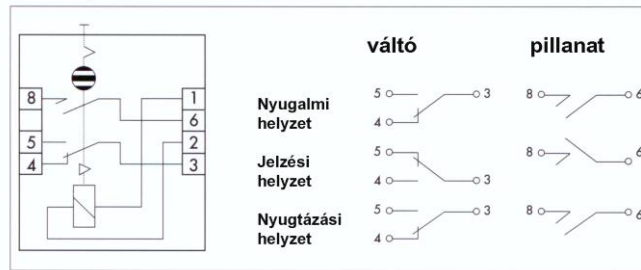 váltó pillanat
8 1
6
5 2
4 3
Nyugalmi
helyzet
5 3 8 6
4
Jelzési
helyzet
5 8 6
4 3
Nyugtázási
helyzet
5 3 8 6
4